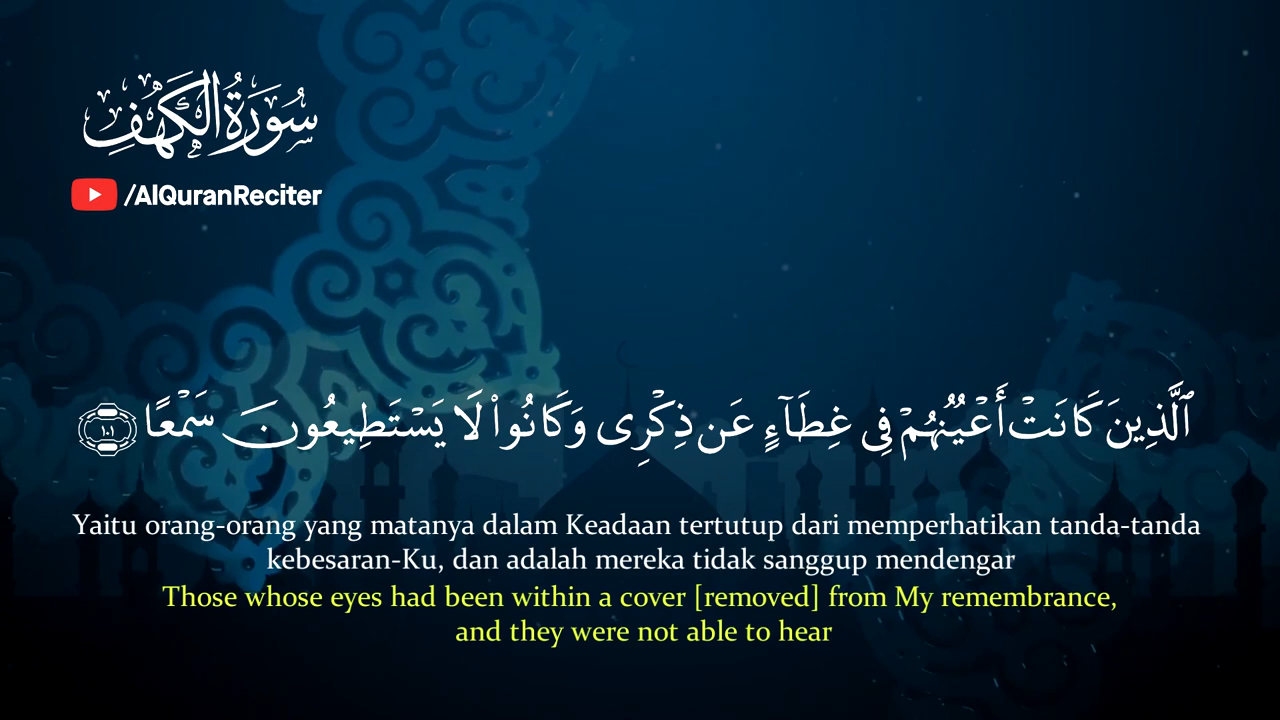 سُورَةُ الكَهْفِ
/AlQuranReciter
ٱلَّذِينَ كَانَتْ أَعْيُنُهُمْ فِى غِطَآءٍ عَن ذِكْرِى وَكَانُوا۟ لَا يَسْتَطِيعُونَ سَمْعًا ١٠١
Yaitu orang-orang yang matanya dalam Keadaan tertutup dari memperhatikan tanda-tanda
kebesaran-Ku, dan adalah mereka tidak sanggup mendengar
Those whose eyes had been within a cover [removed] from My remembrance,
and they were not able to hear